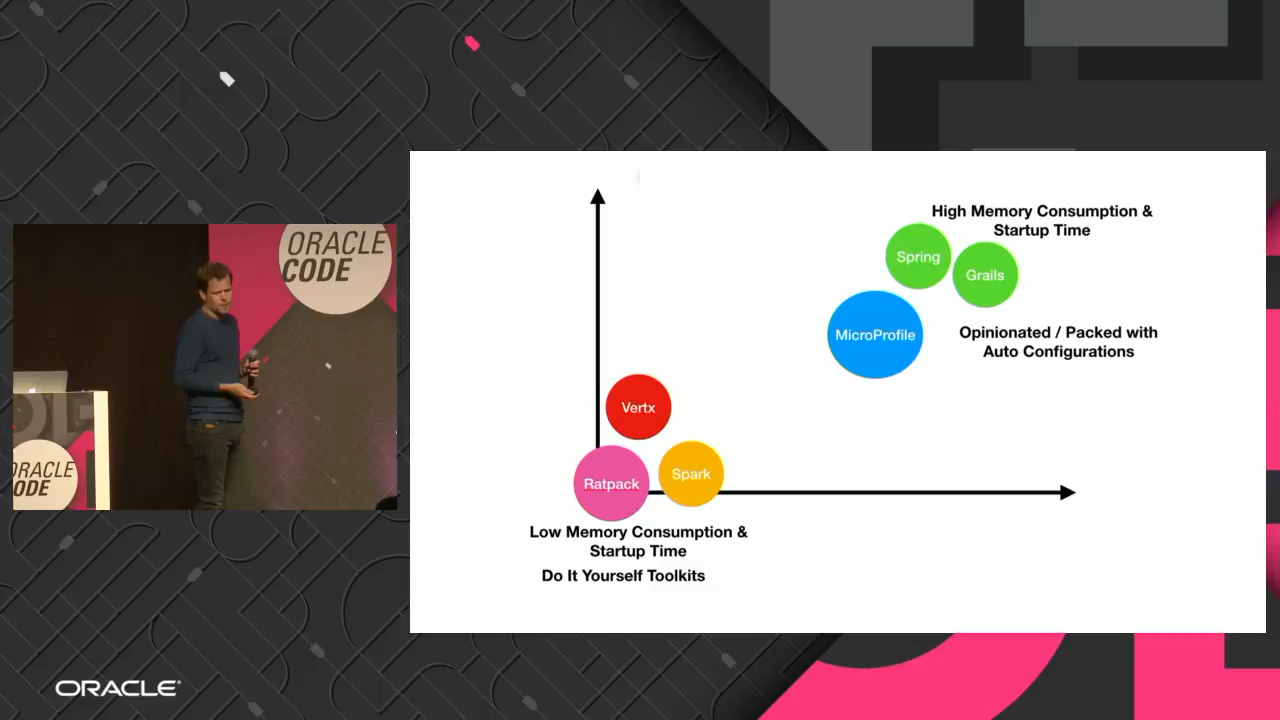 ORACLE
CODE
ORACLE
CODE
High Memory Consumption &
Startup Time
Spring
Grails
MicroProfile
Opinionated / Packed with
Auto Configurations
Vertx
Spark
Ratpack
Low Memory Consumption &
Startup Time
Do It Yourself Toolkits
ORACLE